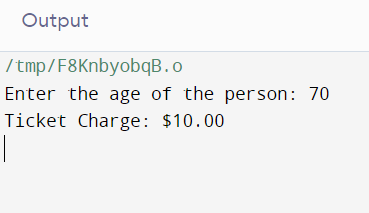 Output
/tmp/F8KnbyobqB.o
Enter the age of the person: 70
Ticket Charge: $10.00